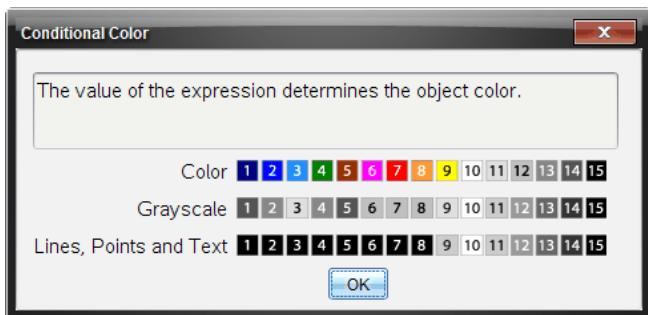 Conditional Color
The value of the expression determines the object color.
Color 1 2 3 4 5 6 7 8 9 10 11 12 13 14 15
Grayscale 1 2 3 4 5 6 7 8 9 10 11 12 13 14 15
Lines, Points and Text 1 2 3 4 5 6 7 8 9 10 11 12 13 14 15
OK